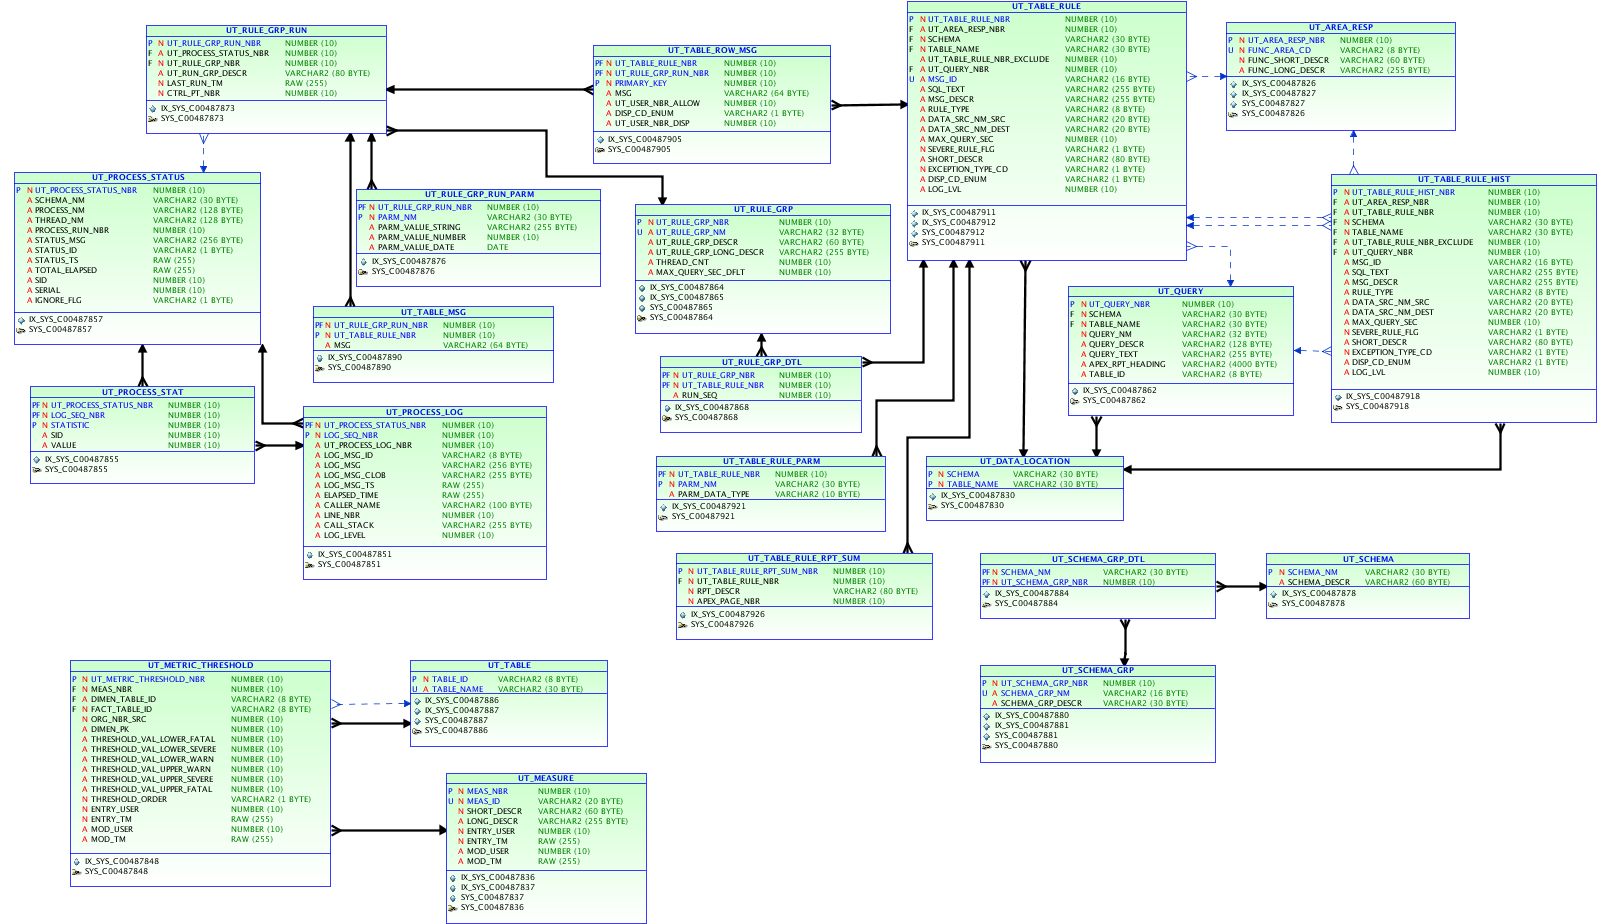 UT_RULE_GRP_RUN
P N UT_RULE_GRP_RUN_NBR NUMBER (10)
F A UT_PROCESS_STATUS_NBR NUMBER (10)
F N UT_RULE_GRP_NBR NUMBER (10)
A UT_RUN_GRP_DESCR VARCHAR2 (80 BYTE)
N LAST_RUN_TM RAW (255)
N CTRL_PT_NBR NUMBER (10)
IX_SYS_C00487873
SYS_C00487873
UT_TABLE_ROW_MSG
PF N UT_TABLE_RULE_NBR NUMBER (10)
PF N UT_RULE_GRP_RUN_NBR NUMBER (10)
P N PRIMARY_KEY NUMBER (10)
A MSG VARCHAR2 (64 BYTE)
A UT_USER_NBR_ALLOW NUMBER (10)
A DISP_CD_ENUM VARCHAR2 (1 BYTE)
A UT_USER_NBR_DISP NUMBER (10)
IX_SYS_C00487905
SYS_C00487905
UT_TABLE_RULE
P N UT_TABLE_RULE_NBR NUMBER (10)
F A UT_AREA_RESP_NBR NUMBER (10)
F N SCHEMA VARCHAR2 (30 BYTE)
F N TABLE_NAME VARCHAR2 (30 BYTE)
A UT_TABLE_RULE_NBR_EXCLUDE NUMBER (10)
F A UT_QUERY_NBR NUMBER (10)
U A MSG_ID VARCHAR2 (16 BYTE)
A SQL_TEXT VARCHAR2 (255 BYTE)
A MSG_DESCR VARCHAR2 (255 BYTE)
A RULE_TYPE VARCHAR2 (8 BYTE)
A DATA_SRC_NM_SRC VARCHAR2 (20 BYTE)
A DATA_SRC_NM_DEST VARCHAR2 (20 BYTE)
A MAX_QUERY_SEC NUMBER (10)
N SEVERE_RULE_FLG VARCHAR2 (1 BYTE)
A SHORT_DESCR VARCHAR2 (80 BYTE)
N EXCEPTION_TYPE_CD VARCHAR2 (1 BYTE)
A DISP_CD_ENUM VARCHAR2 (1 BYTE)
A LOG_LVL NUMBER (10)
IX_SYS_C00487911
IX_SYS_C00487912
SYS_C00487912
SYS_C00487911
UT_AREA_RESP
P N UT_AREA_RESP_NBR NUMBER (10)
U N FUNC_AREA_CD VARCHAR2 (8 BYTE)
N FUNC_SHORT_DESCR VARCHAR2 (60 BYTE)
A FUNC_LONG_DESCR VARCHAR2 (255 BYTE)
IX_SYS_C00487826
IX_SYS_C00487827
SYS_C00487827
SYS_C00487826
UT_PROCESS_STATUS
P N UT_PROCESS_STATUS_NBR NUMBER (10)
A SCHEMA_NM VARCHAR2 (30 BYTE)
A PROCESS_NM VARCHAR2 (128 BYTE)
A THREAD_NM VARCHAR2 (128 BYTE)
A PROCESS_RUN_NBR NUMBER (10)
A STATUS_MSG VARCHAR2 (256 BYTE)
A STATUS_ID VARCHAR2 (1 BYTE)
A STATUS_TS RAW (255)
A TOTAL_ELAPSED RAW (255)
A SID NUMBER (10)
A SERIAL NUMBER (10)
A IGNORE_FLG VARCHAR2 (1 BYTE)
IX_SYS_C00487857
SYS_C00487857
UT_RULE_GRP_RUN_PARM
PF N UT_RULE_GRP_RUN_NBR NUMBER (10)
P N PARM_NM VARCHAR2 (30 BYTE)
A PARM_VALUE_STRING VARCHAR2 (255 BYTE)
A PARM_VALUE_NUMBER NUMBER (10)
A PARM_VALUE_DATE DATE
IX_SYS_C00487876
SYS_C00487876
UT_RULE_GRP
P N UT_RULE_GRP_NBR NUMBER (10)
U A UT_RULE_GRP_NM VARCHAR2 (32 BYTE)
A UT_RULE_GRP_DESCR VARCHAR2 (60 BYTE)
A UT_RULE_GRP_LONG_DESCR VARCHAR2 (255 BYTE)
A THREAD_CNT NUMBER (10)
A MAX_QUERY_SEC_DFLT NUMBER (10)
IX_SYS_C00487864
IX_SYS_C00487865
SYS_C00487865
SYS_C00487864
UT_TABLE_RULE_HIST
P N UT_TABLE_RULE_HIST_NBR NUMBER (10)
F A UT_AREA_RESP_NBR NUMBER (10)
F A UT_TABLE_RULE_NBR NUMBER (10)
F N SCHEMA VARCHAR2 (30 BYTE)
F N TABLE_NAME VARCHAR2 (30 BYTE)
F A UT_TABLE_RULE_NBR_EXCLUDE NUMBER (10)
F A UT_QUERY_NBR NUMBER (10)
A MSG_ID VARCHAR2 (16 BYTE)
A SQL_TEXT VARCHAR2 (255 BYTE)
A MSG_DESCR VARCHAR2 (255 BYTE)
A RULE_TYPE VARCHAR2 (8 BYTE)
A DATA_SRC_NM_SRC VARCHAR2 (20 BYTE)
A DATA_SRC_NM_DEST VARCHAR2 (20 BYTE)
A MAX_QUERY_SEC NUMBER (10)
N SEVERE_RULE_FLG VARCHAR2 (1 BYTE)
A SHORT_DESCR VARCHAR2 (80 BYTE)
N EXCEPTION_TYPE_CD VARCHAR2 (1 BYTE)
A DISP_CD_ENUM VARCHAR2 (1 BYTE)
A LOG_LVL NUMBER (10)
IX_SYS_C00487918
SYS_C00487918
UT_QUERY
P N UT_QUERY_NBR NUMBER (10)
F N SCHEMA VARCHAR2 (30 BYTE)
F N TABLE_NAME VARCHAR2 (30 BYTE)
N QUERY_NM VARCHAR2 (32 BYTE)
A QUERY_DESCR VARCHAR2 (128 BYTE)
A QUERY_TEXT VARCHAR2 (255 BYTE)
A APEX_RPT_HEADING VARCHAR2 (4000 BYTE)
A TABLE_ID VARCHAR2 (8 BYTE)
IX_SYS_C00487862
SYS_C00487862
UT_TABLE_MSG
PF N UT_RULE_GRP_RUN_NBR NUMBER (10)
P N UT_TABLE_RULE_NBR NUMBER (10)
A MSG VARCHAR2 (64 BYTE)
IX_SYS_C00487890
SYS_C00487890
UT_RULE_GRP_DTL
PF N UT_RULE_GRP_NBR NUMBER (10)
PF N UT_TABLE_RULE_NBR NUMBER (10)
A RUN_SEQ NUMBER (10)
IX_SYS_C00487868
SYS_C00487868
UT_PROCESS_STAT
PF N UT_PROCESS_STATUS_NBR NUMBER (10)
PF N LOG_SEQ_NBR NUMBER (10)
P N STATISTIC NUMBER (10)
A SID NUMBER (10)
A VALUE NUMBER (10)
IX_SYS_C00487855
SYS_C00487855
UT_PROCESS_LOG
PF N UT_PROCESS_STATUS_NBR NUMBER (10)
P N LOG_SEQ_NBR NUMBER (10)
A UT_PROCESS_LOG_NBR NUMBER (10)
A LOG_MSG_ID VARCHAR2 (8 BYTE)
A LOG_MSG VARCHAR2 (256 BYTE)
A LOG_MSG_CLOB VARCHAR2 (255 BYTE)
A LOG_MSG_TS RAW (255)
A ELAPSED_TIME RAW (255)
A CALLER_NAME VARCHAR2 (100 BYTE)
A LINE_NBR NUMBER (10)
A CALL_STACK VARCHAR2 (255 BYTE)
A LOG_LEVEL NUMBER (10)
IX_SYS_C00487851
SYS_C00487851
UT_TABLE_RULE_PARM
PF N UT_TABLE_RULE_NBR NUMBER (10)
P N PARM_NM VARCHAR2 (30 BYTE)
A PARM_DATA_TYPE VARCHAR2 (10 BYTE)
IX_SYS_C00487921
SYS_C00487921
UT_DATA_LOCATION
P N SCHEMA VARCHAR2 (30 BYTE)
P N TABLE_NAME VARCHAR2 (30 BYTE)
IX_SYS_C00487830
SYS_C00487830
UT_TABLE_RULE_RPT_SUM
P N UT_TABLE_RULE_RPT_SUM_NBR NUMBER (10)
F N UT_TABLE_RULE_NBR NUMBER (10)
N RPT_DESCR VARCHAR2 (80 BYTE)
N APEX_PAGE_NBR NUMBER (10)
IX_SYS_C00487926
SYS_C00487926
UT_SCHEMA_GRP_DTL
PF N SCHEMA_NM VARCHAR2 (30 BYTE)
PF N UT_SCHEMA_GRP_NBR NUMBER (10)
IX_SYS_C00487884
SYS_C00487884
UT_SCHEMA
P N SCHEMA_NM VARCHAR2 (30 BYTE)
A SCHEMA_DESCR VARCHAR2 (60 BYTE)
IX_SYS_C00487878
SYS_C00487878
UT_METRIC_THRESHOLD
P N UT_METRIC_THRESHOLD_NBR NUMBER (10)
F N MEAS_NBR NUMBER (10)
F A DIMEN_TABLE_ID VARCHAR2 (8 BYTE)
F N FACT_TABLE_ID VARCHAR2 (8 BYTE)
N ORG_NBR_SRC NUMBER (10)
A DIMEN_PK NUMBER (10)
A THRESHOLD_VAL_LOWER_FATAL NUMBER (10)
A THRESHOLD_VAL_LOWER_SEVERE NUMBER (10)
A THRESHOLD_VAL_LOWER_WARN NUMBER (10)
A THRESHOLD_VAL_UPPER_WARN NUMBER (10)
A THRESHOLD_VAL_UPPER_SEVERE NUMBER (10)
A THRESHOLD_VAL_UPPER_FATAL NUMBER (10)
N THRESHOLD_ORDER VARCHAR2 (1 BYTE)
N ENTRY_USER NUMBER (10)
N ENTRY_TM RAW (255)
A MOD_USER NUMBER (10)
A MOD_TM RAW (255)
IX_SYS_C00487848
SYS_C00487848
UT_TABLE
P N TABLE_ID VARCHAR2 (8 BYTE)
U A TABLE_NAME VARCHAR2 (30 BYTE)
IX_SYS_C00487886
IX_SYS_C00487887
SYS_C00487887
SYS_C00487886
UT_SCHEMA_GRP
P N UT_SCHEMA_GRP_NBR NUMBER (10)
U A SCHEMA_GRP_NM VARCHAR2 (16 BYTE)
A SCHEMA_GRP_DESCR VARCHAR2 (30 BYTE)
IX_SYS_C00487880
IX_SYS_C00487881
SYS_C00487881
SYS_C00487880
UT_MEASURE
P N MEAS_NBR NUMBER (10)
U N MEAS_ID VARCHAR2 (20 BYTE)
N SHORT_DESCR VARCHAR2 (60 BYTE)
A LONG_DESCR VARCHAR2 (255 BYTE)
N ENTRY_USER NUMBER (10)
N ENTRY_TM RAW (255)
A MOD_USER NUMBER (10)
A MOD_TM RAW (255)
IX_SYS_C00487836
IX_SYS_C00487837
SYS_C00487837
SYS_C00487836